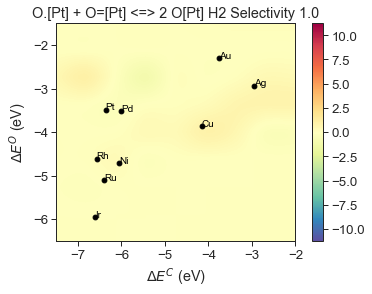 O.[Pt] + O=[Pt] <=> 2 O[Pt] H2 Selectivity 1.0
Au
Ag
Pt
Pd
Cu
Rh
Ni
Ru
Ir
−2
−3
−4
−5
−6
ΔE^O (eV)
−7
−6
−5
−4
−3
−2
ΔE^C (eV)
10.0
7.5
5.0
2.5
0.0
−2.5
−5.0
−7.5
−10.0